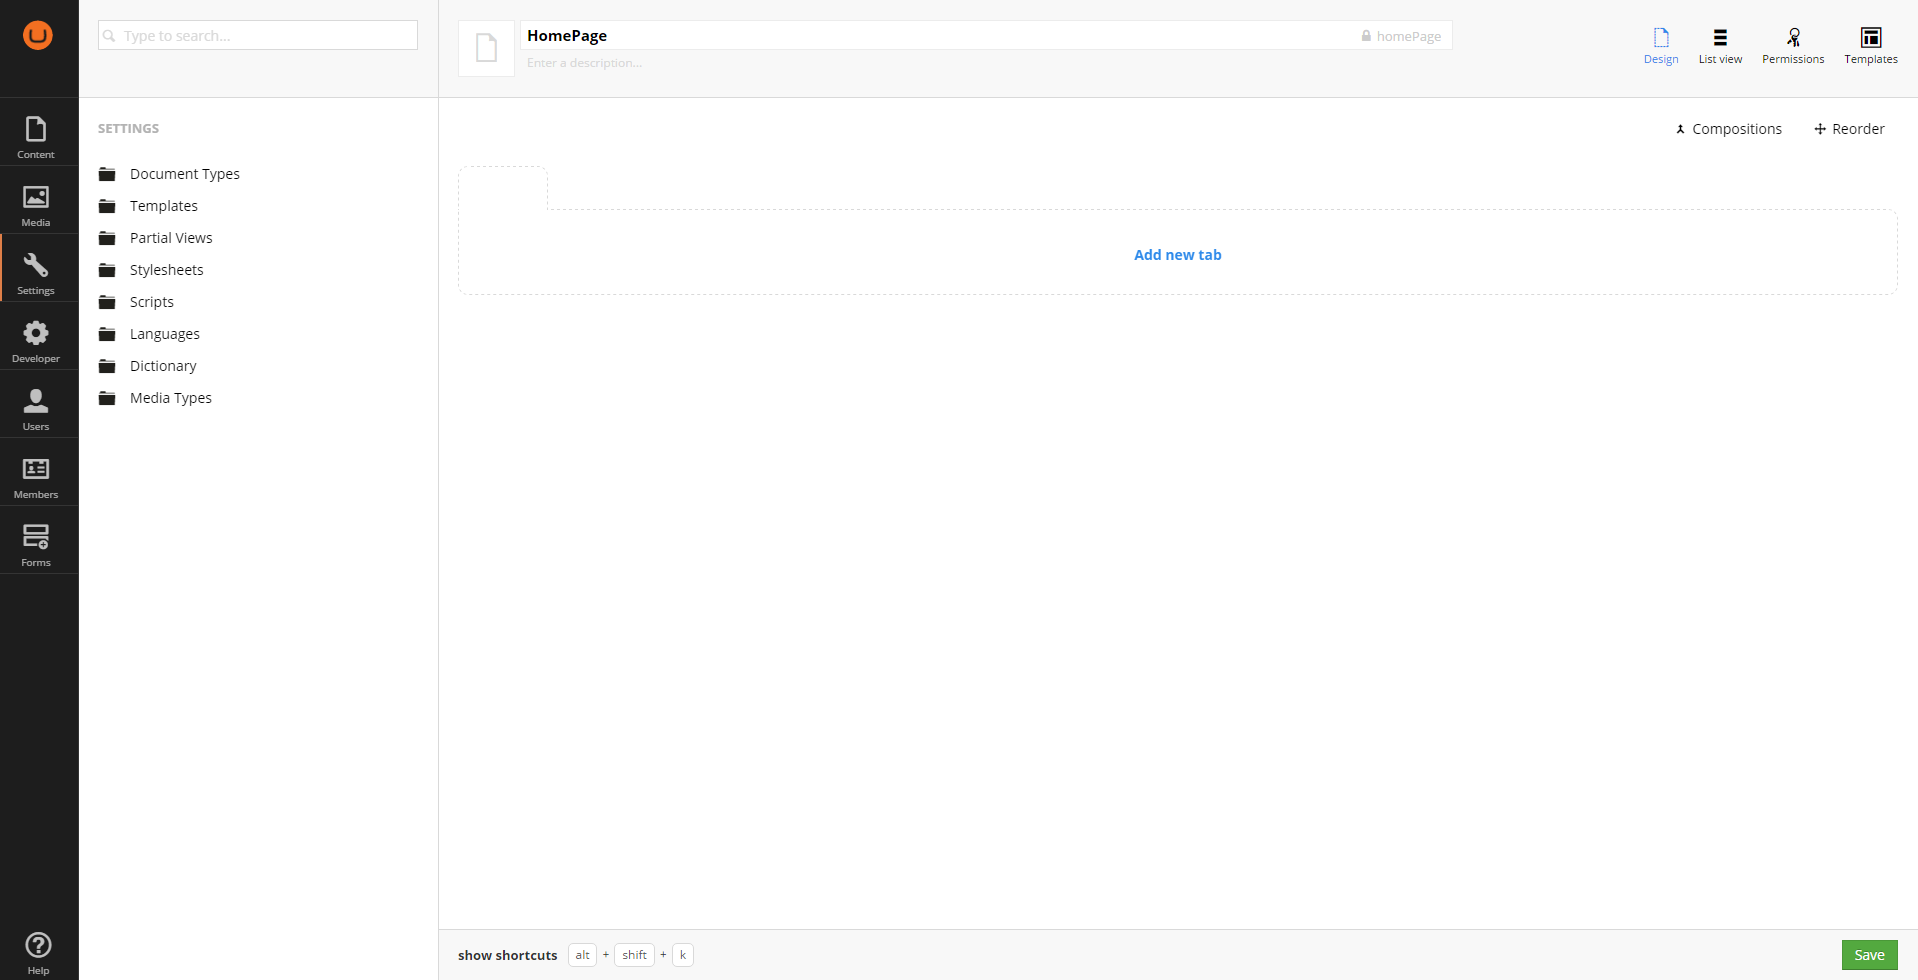 Type to search...
HomePage
homePage
Enter a description...
Design
List view
Permissions
Templates
Content
Media
Settings
Developer
Users
Members
Forms
Help
SETTINGS
Document Types
Templates
Partial Views
Stylesheets
Scripts
Languages
Dictionary
Media Types
Compositions
Reorder
Add new tab
show shortcuts alt + shift + k
Save